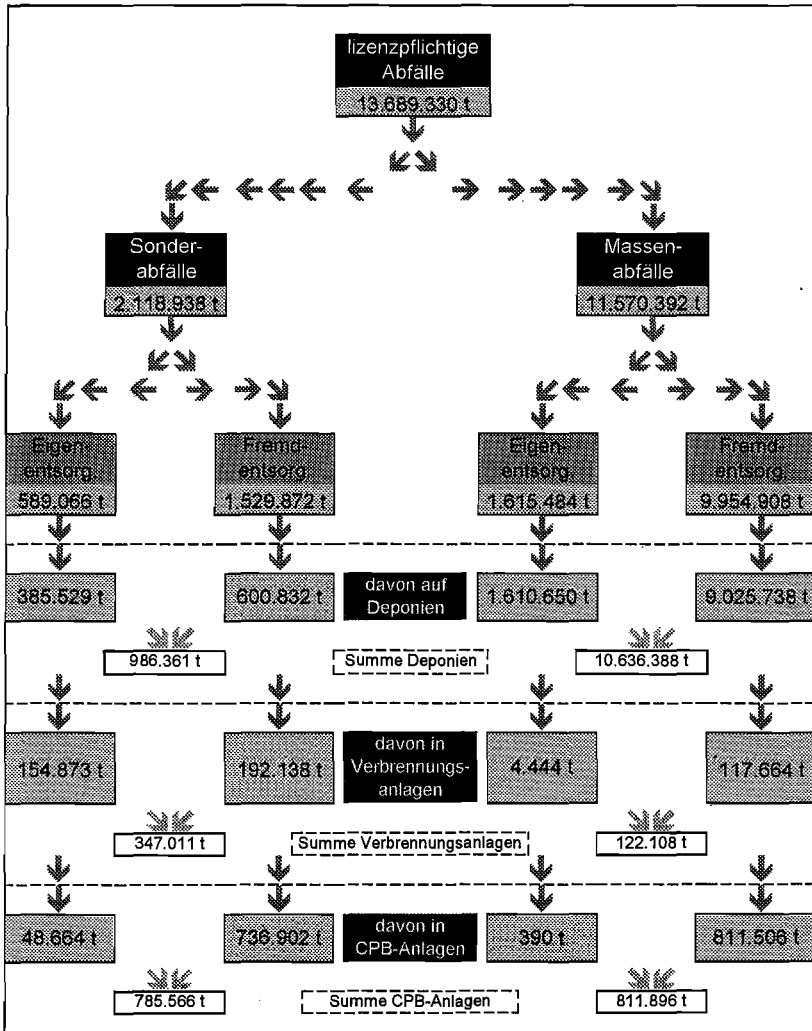 lizenzpflichtige
Abfälle
13.689.330 t
Sonder-
abfälle
2.118.938 t
Massen-
abfälle
11.570.392 t
Eigen-
entsorg.
589.066 t
Fremd-
entsorg.
1.529.872 t
Eigen-
entsorg.
1.615.484 t
Fremd-
entsorg.
9.954.908 t
385.529 t
600.832 t
davon auf
Deponien
1.610.650 t
9.025.738 t
986.361 t
Summe Deponien
10.636.388 t
154.873 t
192.138 t
davon in
Verbrennungs-
anlagen
4.444 t
117.664 t
347.011 t
Summe Verbrennungsanlagen
122.108 t
48.664 t
736.902 t
davon in
CPB-Anlagen
390 t
811.506 t
785.566 t
Summe CPB-Anlagen
811.896 t